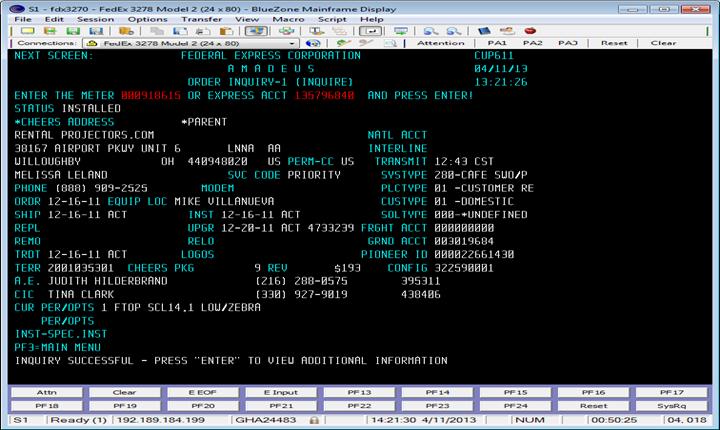 S1 - fdx3270 - FedEx 3278 Model 2 (24 x 80) - BlueZone Mainframe Display
File Edit Session Options Transfer View Macro Script Help
Connections: FedEx 3278 Model 2 (24 x 80) Attention PA1 PA2 PA3 Reset Clear
NEXT SCREEN: FEDERAL EXPRESS CORPORATION CUP611
A M A D E U S 04/11/13
ORDER INQUIRY-1 (INQUIRE) 13:21:26
ENTER THE METER 000918615 OR EXPRESS ACCT 135796840 AND PRESS ENTER!
STATUS INSTALLED
*CHEERS ADDRESS *PARENT
RENTAL PROJECTORS.COM NATL ACCT
38167 AIRPORT PKWY UNIT 6 LNNA AA INTERLINE
WILLOUGHBY OH 440948020 US PERM-CC US TRANSMIT 12:43 CST
MELISSA LELAND SVC CODE PRIORITY SYSTYPE 280-CAFE SWO/P
PHONE (888) 909-2525 MODEM PLCTYPE 01 -CUSTOMER RE
ORDR 12-16-11 EQUIP LOC MIKE VILLANUEVA CUSTYPE 01 -DOMESTIC
SHIP 12-16-11 ACT INST 12-16-11 ACT SOLTYPE 000-*UNDEFINED
REPL UPGR 12-20-11 ACT 4733239 FRGHT ACCT 000000000
REMO RELO GRND ACCT 003019684
TRDT 12-16-11 ACT LOGOS PIONEER ID 000022661430
TERR 2001035301 CHEERS PKG 9 REV $193 CONFIG 322590001
A.E. JUDITH HILDERBRAND (216) 288-0575 395311
CIC TINA CLARK (330) 927-9019 438406
CUR PER/OPTS 1 FTOP SCL14.1 LOW/ZEBRA
PER/OPTS
INST-SPEC.INST
PF3=MAIN MENU
INQUIRY SUCCESSFUL - PRESS "ENTER" TO VIEW ADDITIONAL INFORMATION
Attn Clear E EOF E Input PF13 PF14 PF15 PF16 PF17
PF18 PF19 PF20 PF21 PF22 PF23 PF24 Reset SysRq
S1 Ready (1) 192.189.184.199 GHA24483 14:21:30 4/11/2013 NUM 00:50:25 04, 018